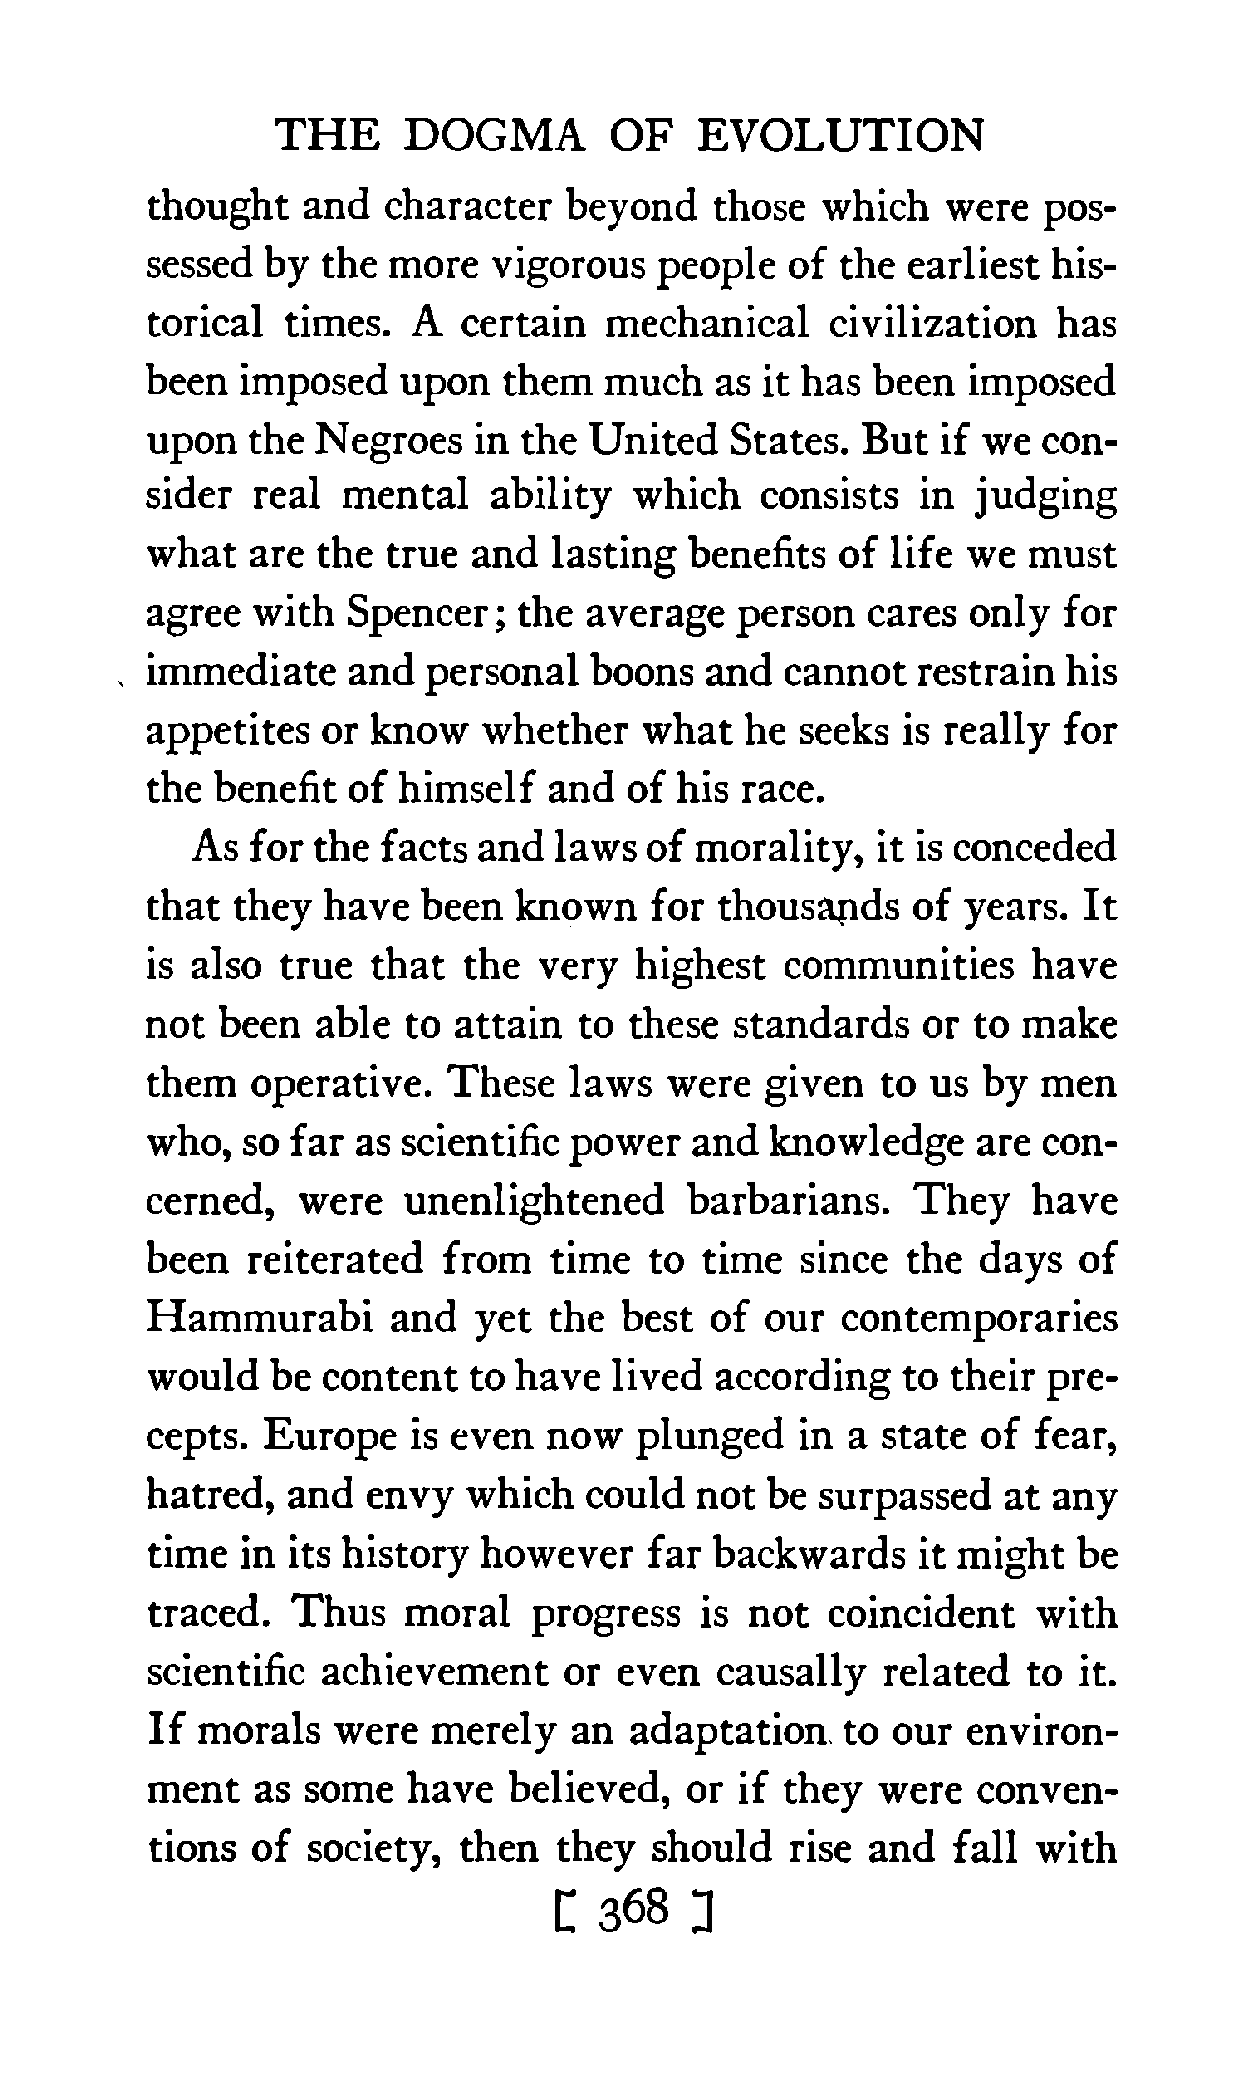 THE DOGMA OF EVOLUTION
thought and character beyond those which were pos-
sessed by the more vigorous people of the earliest his-
torical times. A certain mechanical civilization has
been imposed upon them much as it has been imposed
upon the Negroes in the United States. But if we con-
sider real mental ability which consists in judging
what are the true and lasting benefits of life we must
agree with Spencer; the average person cares only for
immediate and personal boons and cannot restrain his
appetites or know whether what he seeks is really for
the benefit of himself and of his race.
As for the facts and laws of morality, it is conceded
that they have been known for thousands of years. It
is also true that the very highest communities have
not been able to attain to these standards or to make
them operative. These laws were given to us by men
who, so far as scientific power and knowledge are con-
cerned, were unenlightened barbarians. They have
been reiterated from time to time since the days of
Hammurabi and yet the best of our contemporaries
would be content to have lived according to their pre-
cepts. Europe is even now plunged in a state of fear,
hatred, and envy which could not be surpassed at any
time in its history however far backwards it might be
traced. Thus moral progress is not coincident with
scientific achievement or even causally related to it.
If morals were merely an adaptation to our environ-
ment as some have believed, or if they were conven-
tions of society, then they should rise and fall with
[ 368 ]